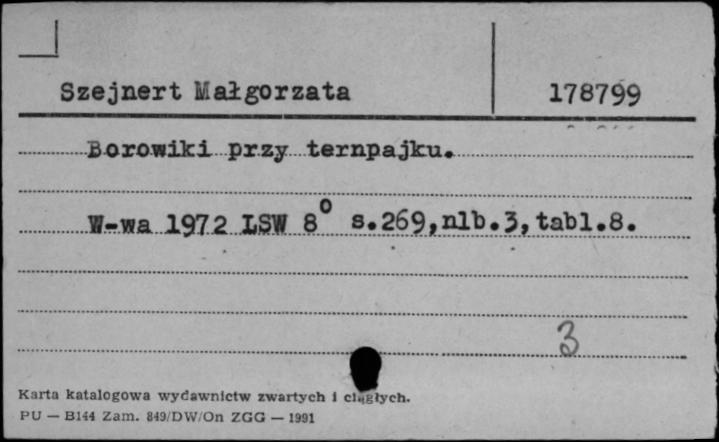 Szejnert Małgorzata 178799
Borowiki przy ternpajku.
W-wa 1972 LSW 8° s.269,nlb.3,tabl.8.
3
Karta katalogowa wydawnictw zwartych i ciągłych.
PU — B144 Zam. 849/DW/On ZGG — 1991